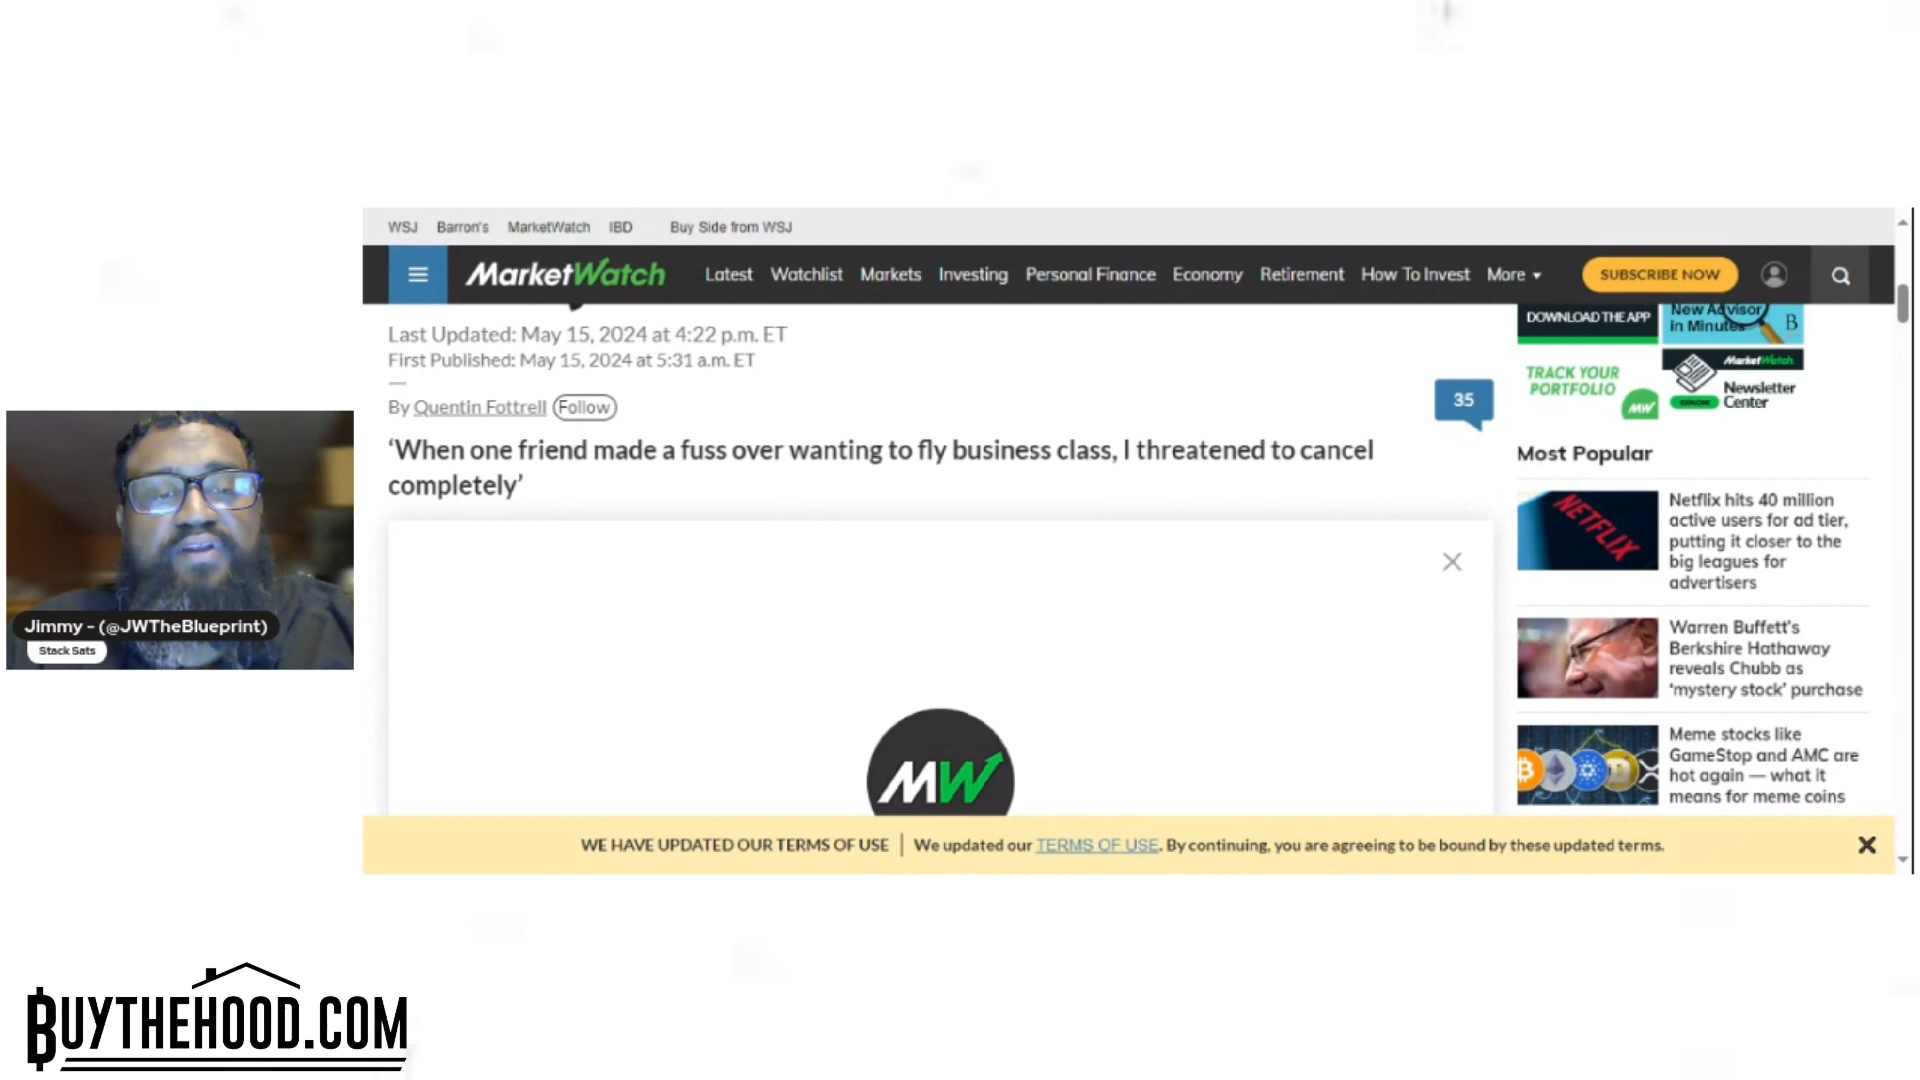 WSJ Barron's MarketWatch IBD Buy Side from WSJ
MarketWatch Latest Watchlist Markets Investing Personal Finance Economy Retirement How To Invest More SUBSCRIBE NOW
Last Updated: May 15, 2024 at 4:22 p.m. ET
First Published: May 15, 2024 at 5:31 a.m. ET
By Quentin Fottrell Follow
35
‘When one friend made a fuss over wanting to fly business class, I threatened to cancel
completely’
MW
DOWNLOAD THE APP
New Advisor
in Minutes
B
TRACK YOUR
PORTFOLIO
MW
MarketWatch
Newsletter
Center
Most Popular
NETFLIX
Netflix hits 40 million
active users for ad tier,
putting it closer to the
big leagues for
advertisers
Warren Buffett's
Berkshire Hathaway
reveals Chubb as
‘mystery stock’ purchase
Meme stocks like
GameStop and AMC are
hot again — what it
means for meme coins
WE HAVE UPDATED OUR TERMS OF USE | We updated our TERMS OF USE. By continuing, you are agreeing to be bound by these updated terms.
Jimmy - (@JWTheBlueprint)
Stack Sats
₿UYTHEHOOD.COM